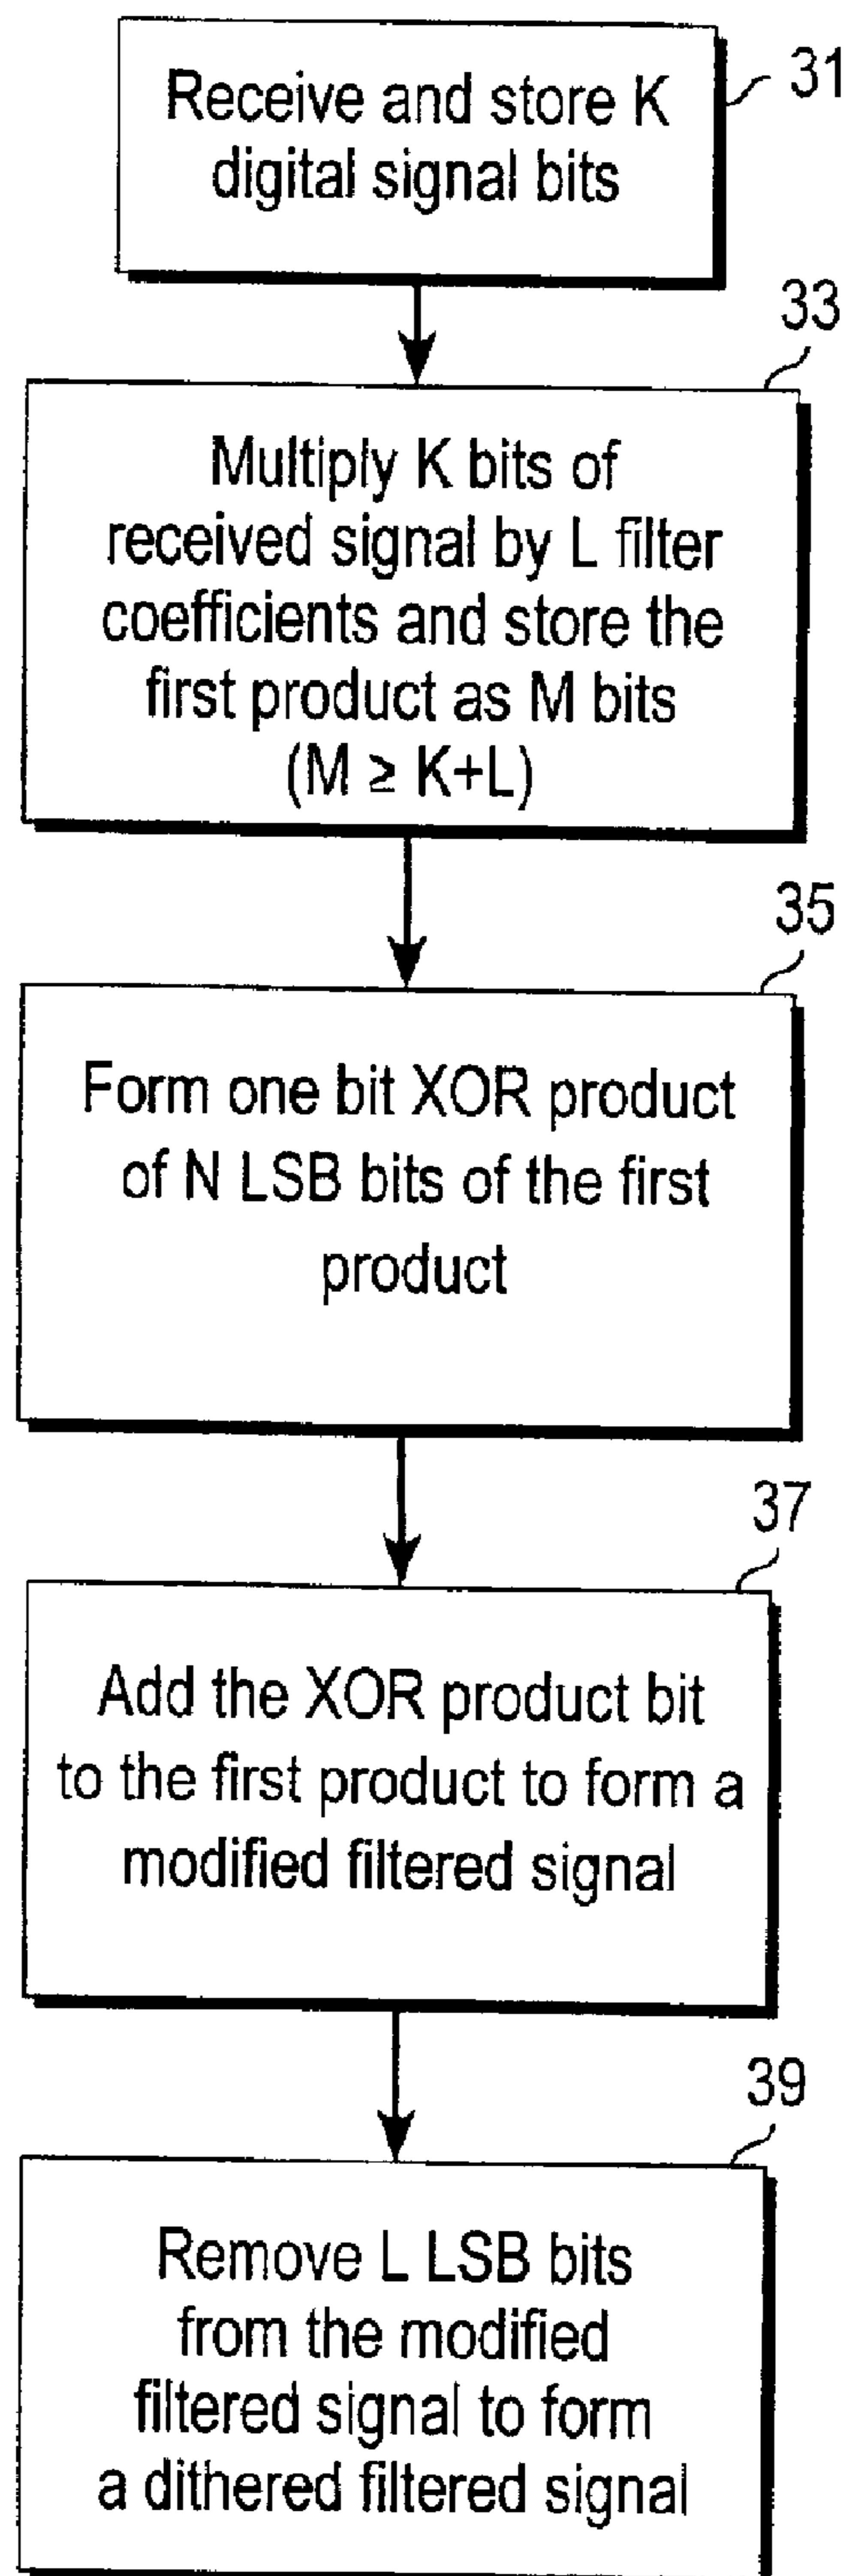 Receive and store K
digital signal bits
31
33
Multiply K bits of
received signal by L filter
coefficients and store the
first product as M bits
(M ≥ K+L)
35
Form one bit XOR product
of N LSB bits of the first
product
37
Add the XOR product bit
to the first product to form a
modified filtered signal
39
Remove L LSB bits
from the modified
filtered signal to form
a dithered filtered signal